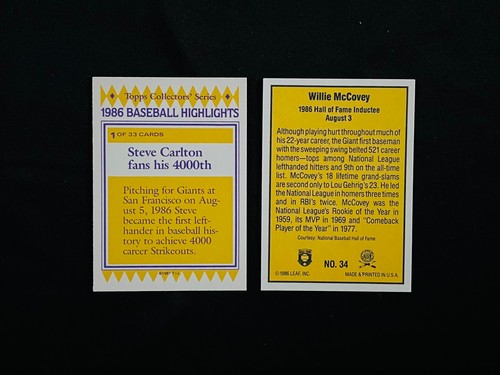 Topps Collectors' Series
1986 BASEBALL HIGHLIGHTS
1 OF 33 CARDS
Steve Carlton
fans his 4000th
Pitching for Giants at
San Francisco on Aug-
ust 5, 1986 Steve
became the first left-
hander in baseball his-
tory to achieve 4000
career Strikeouts.
Willie McCovey
1986 Hall of Fame Inductee
August 3
Although playing hurt throughout much of
his 22-year career, the Giant first baseman
with the sweeping swing belted 521 career
homers—tops among National League
lefthanded hitters and 9th on the all-time
list. McCovey's 18 lifetime grand-slams
are second only to Lou Gehrig's 23. He led
the National League in homers three times
and in RBI's twice. McCovey was the
National League's Rookie of the Year in
1959, its MVP in 1969 and "Comeback
Player of the Year" in 1977.
Courtesy: National Baseball Hall of Fame
NO. 34
©1986 LEAF, INC.
MADE & PRINTED IN U.S.A.